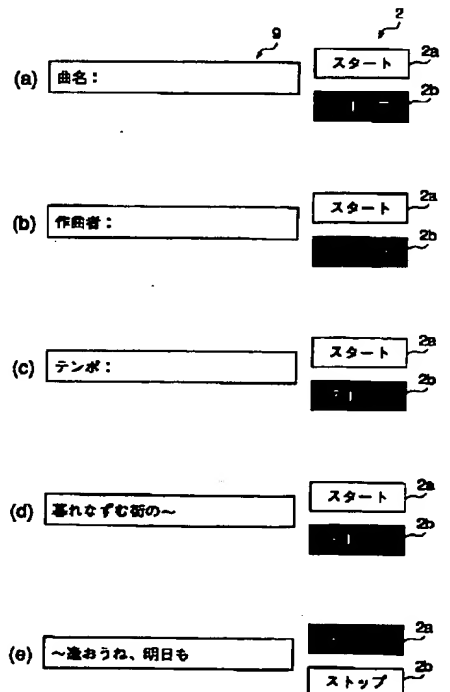 9
2
(a) 曲名： スタート 2a
2b
(b) 作曲者： スタート 2a
2b
(c) テンポ： スタート 2a
2b
(d) 暮れなずむ街の～ スタート 2a
2b
(e) ～逢おうね、明日も 2a
ストップ 2b